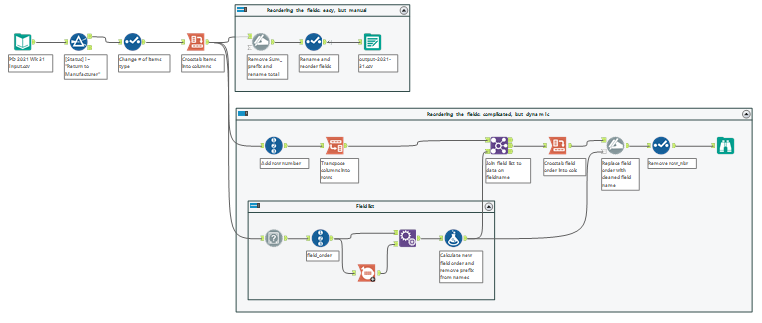 Reordering the fields: easy, but manual
PD 2021 Wk 31
Input.csv
[Status] != -
"Return to
Manufacturer"
Change # of Items
type
Crosstab Items
into columns
Remove Sum_
prefix and
rename total
Rename and
reorder fields
output-2021-
31.csv
Reordering the fields: complicated, but dynamic
Add row number
Transpose
columns into
rows
Join field list to
data on
fieldname
Crosstab field
order into cols
Replace field
order with
desired field
name
Remove row_nbr
Field list
field_order
Calculate new
field order and
remove prefix
from names